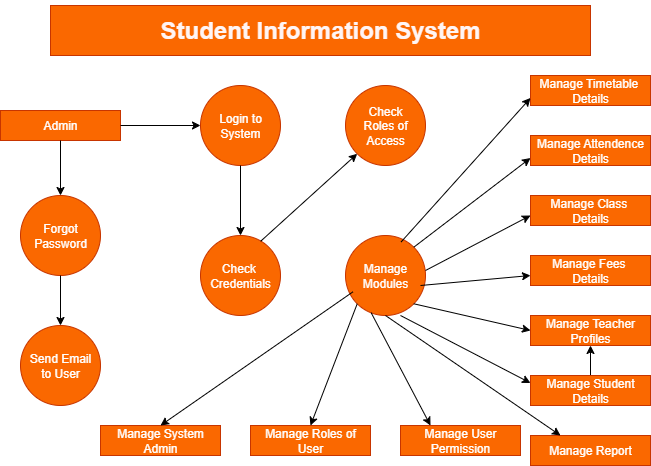 Student Information System
Admin
Login to
System
Check
Roles of
Access
Manage Timetable
Details
Manage Attendence
Details
Manage Class
Details
Forgot
Password
Check
Credentials
Manage
Modules
Manage Fees
Details
Manage Teacher
Profiles
Send Email
to User
Manage Student
Details
Manage System
Admin
Manage Roles of
User
Manage User
Permission
Manage Report